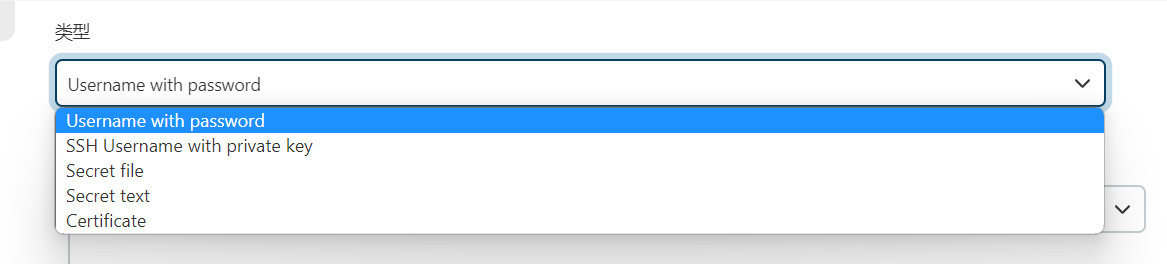 类型
Username with password
Username with password
SSH Username with private key
Secret file
Secret text
Certificate